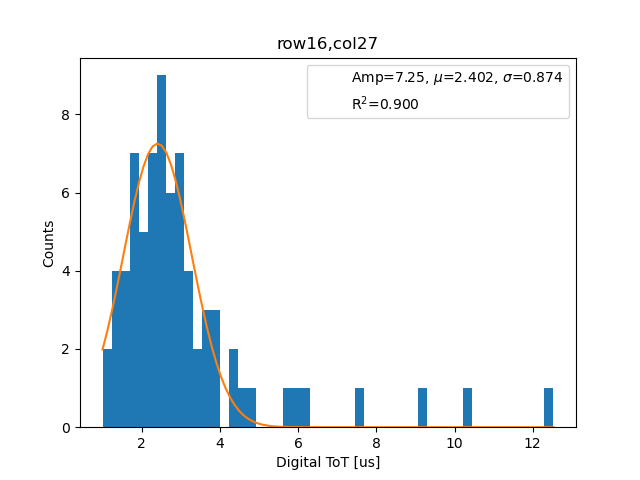 row16,col27
Amp=7.25, μ=2.402, σ=0.874
R²=0.900
Counts
8
6
4
2
0
2 4 6 8 10 12
Digital ToT [us]